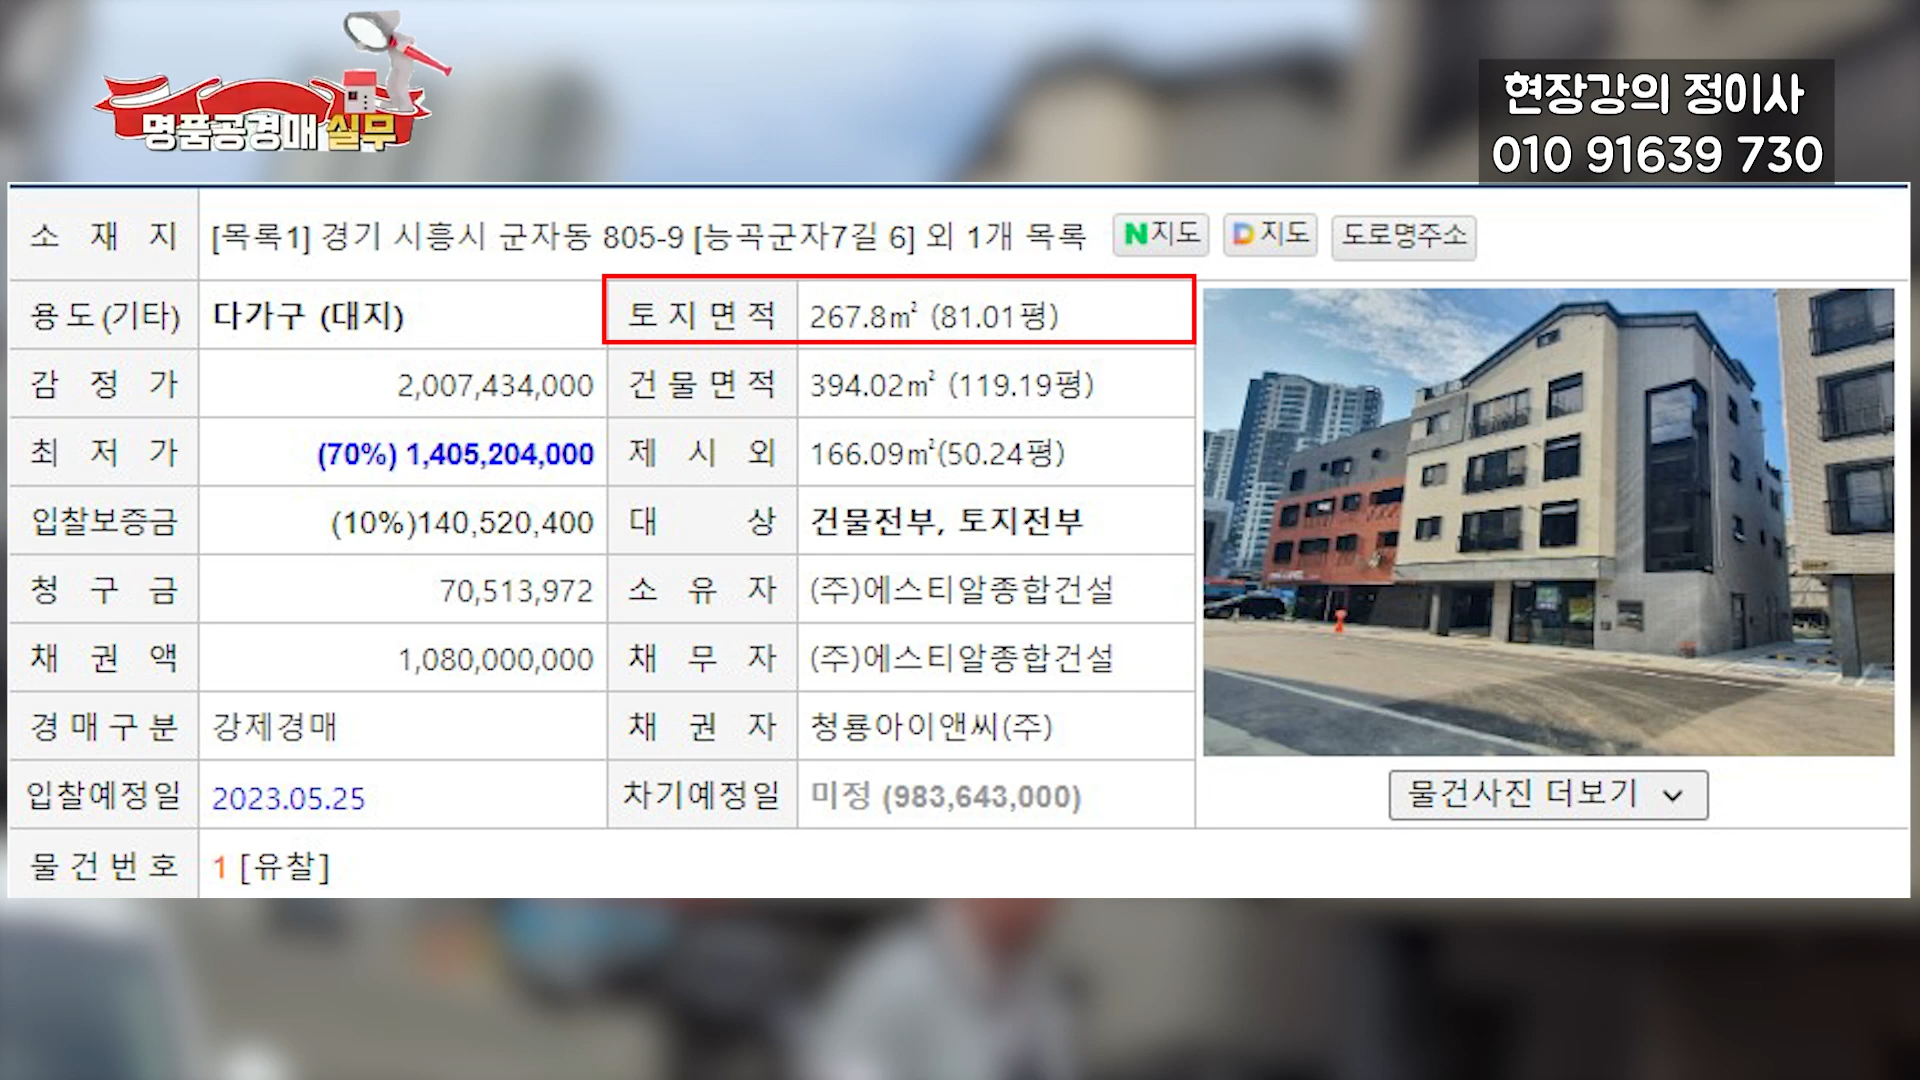 명품공경매 실무
현장강의 정이사
010 91639 730
소 재 지 [목록1] 경기 시흥시 군자동 805-9 [능곡군자7길 6] 외 1개 목록 N지도 D지도 도로명주소
용도(기타) 다가구 (대지) 토지면적 267.8㎡ (81.01평)
감 정 가 2,007,434,000 건물면적 394.02㎡ (119.19평)
최 저 가 (70%) 1,405,204,000 제 시 외 166.09㎡(50.24평)
입찰보증금 (10%)140,520,400 대 상 건물전부, 토지전부
청 구 금 70,513,972 소 유 자 (주)에스티알종합건설
채 권 액 1,080,000,000 채 무 자 (주)에스티알종합건설
경매구분 강제경매 채 권 자 청룡아이앤씨(주)
입찰예정일 2023.05.25 차기예정일 미정 (983,643,000)
물건사진 더보기
물건번호 1 [유찰]